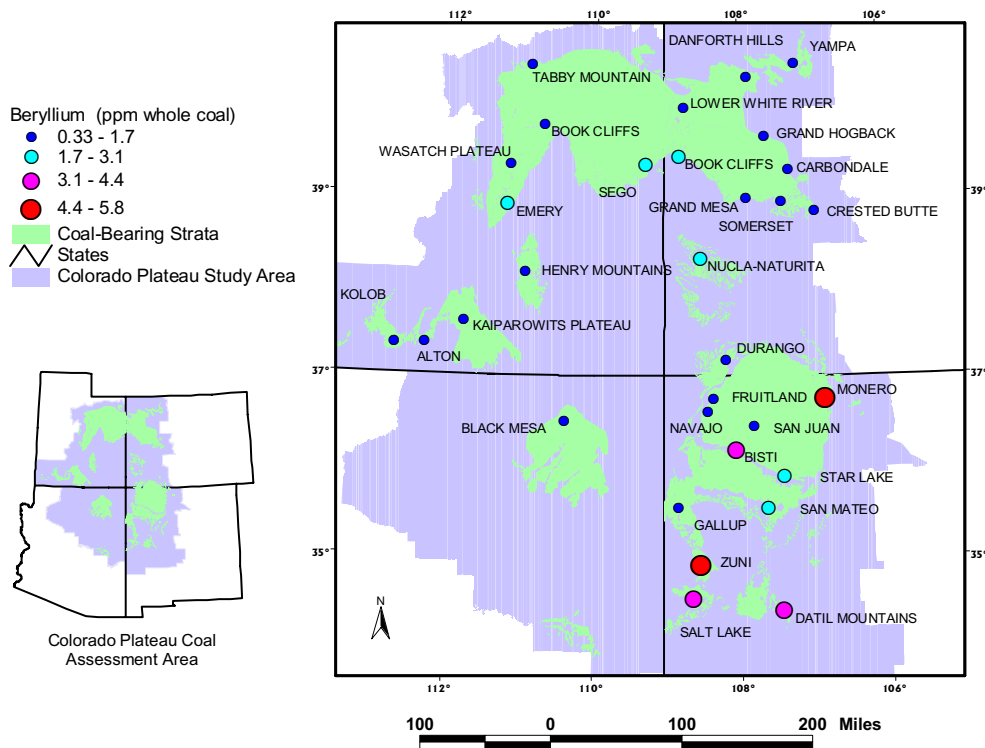 112°
110°
108°
106°
DANFORTH HILLS
YAMPA
TABBY MOUNTAIN
LOWER WHITE RIVER
BOOK CLIFFS
GRAND HOGBACK
WASATCH PLATEAU
BOOK CLIFFS
CARBONDALE
39°
39°
SEGO
GRAND MESA
EMERY
CRESTED BUTTE
SOMERSET
HENRY MOUNTAINS
NUCLA-NATURITA
KOLOB
KAIPAROWITS PLATEAU
ALTON
DURANGO
37°
37°
MONERO
FRUITLAND
BLACK MESA
NAVAJO
SAN JUAN
BISTI
STAR LAKE
SAN MATEO
GALLUP
35°
35°
ZUNI
SALT LAKE
DATIL MOUNTAINS
N
112°
110°
108°
106°
Beryllium (ppm whole coal)
0.33 - 1.7
1.7 - 3.1
3.1 - 4.4
4.4 - 5.8
Coal-Bearing Strata
States
Colorado Plateau Study Area
Colorado Plateau Coal
Assessment Area
100 0 100 200 Miles